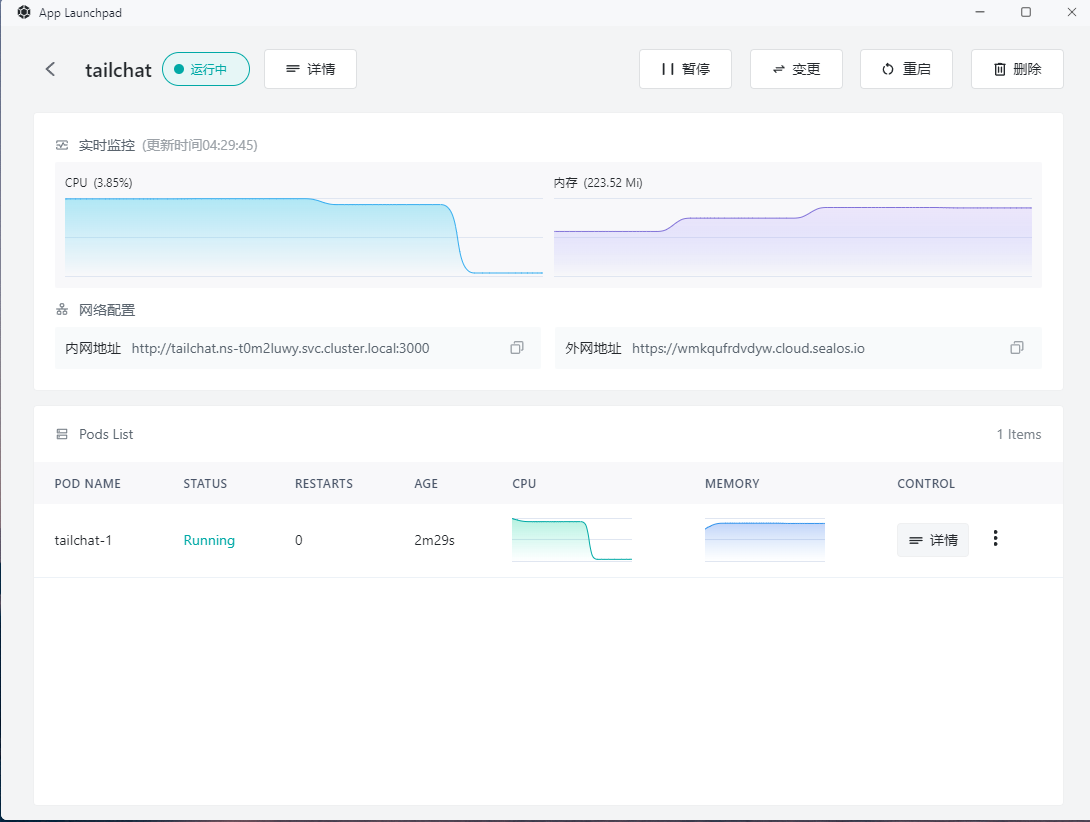 App Launchpad
tailchat 运行中 详情 暂停 变更 重启 删除
实时监控 (更新时间04:29:45)
CPU (3.85%) 内存 (223.52 Mi)
网络配置
内网地址 http://tailchat.ns-t0m2luwy.svc.cluster.local:3000 外网地址 https://wmkqufrdvdyw.cloud.sealos.io
Pods List 1 Items
POD NAME STATUS RESTARTS AGE CPU MEMORY CONTROL
tailchat-1 Running 0 2m29s 详情